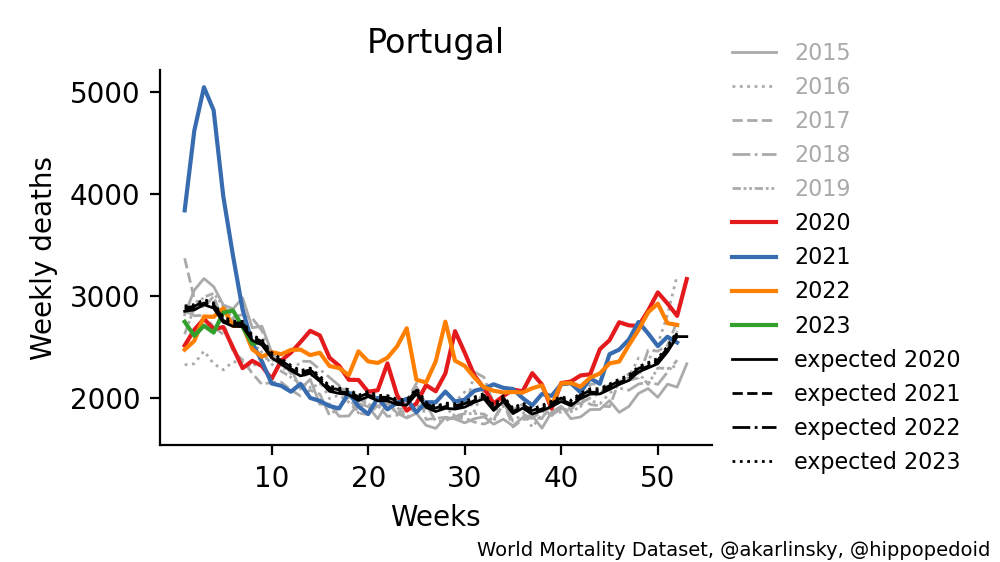 Portugal
Weekly deaths
5000
4000
3000
2000
10 20 30 40 50
Weeks
2015
2016
2017
2018
2019
2020
2021
2022
2023
expected 2020
expected 2021
expected 2022
expected 2023
World Mortality Dataset, @akarlinsky, @hippopedoid